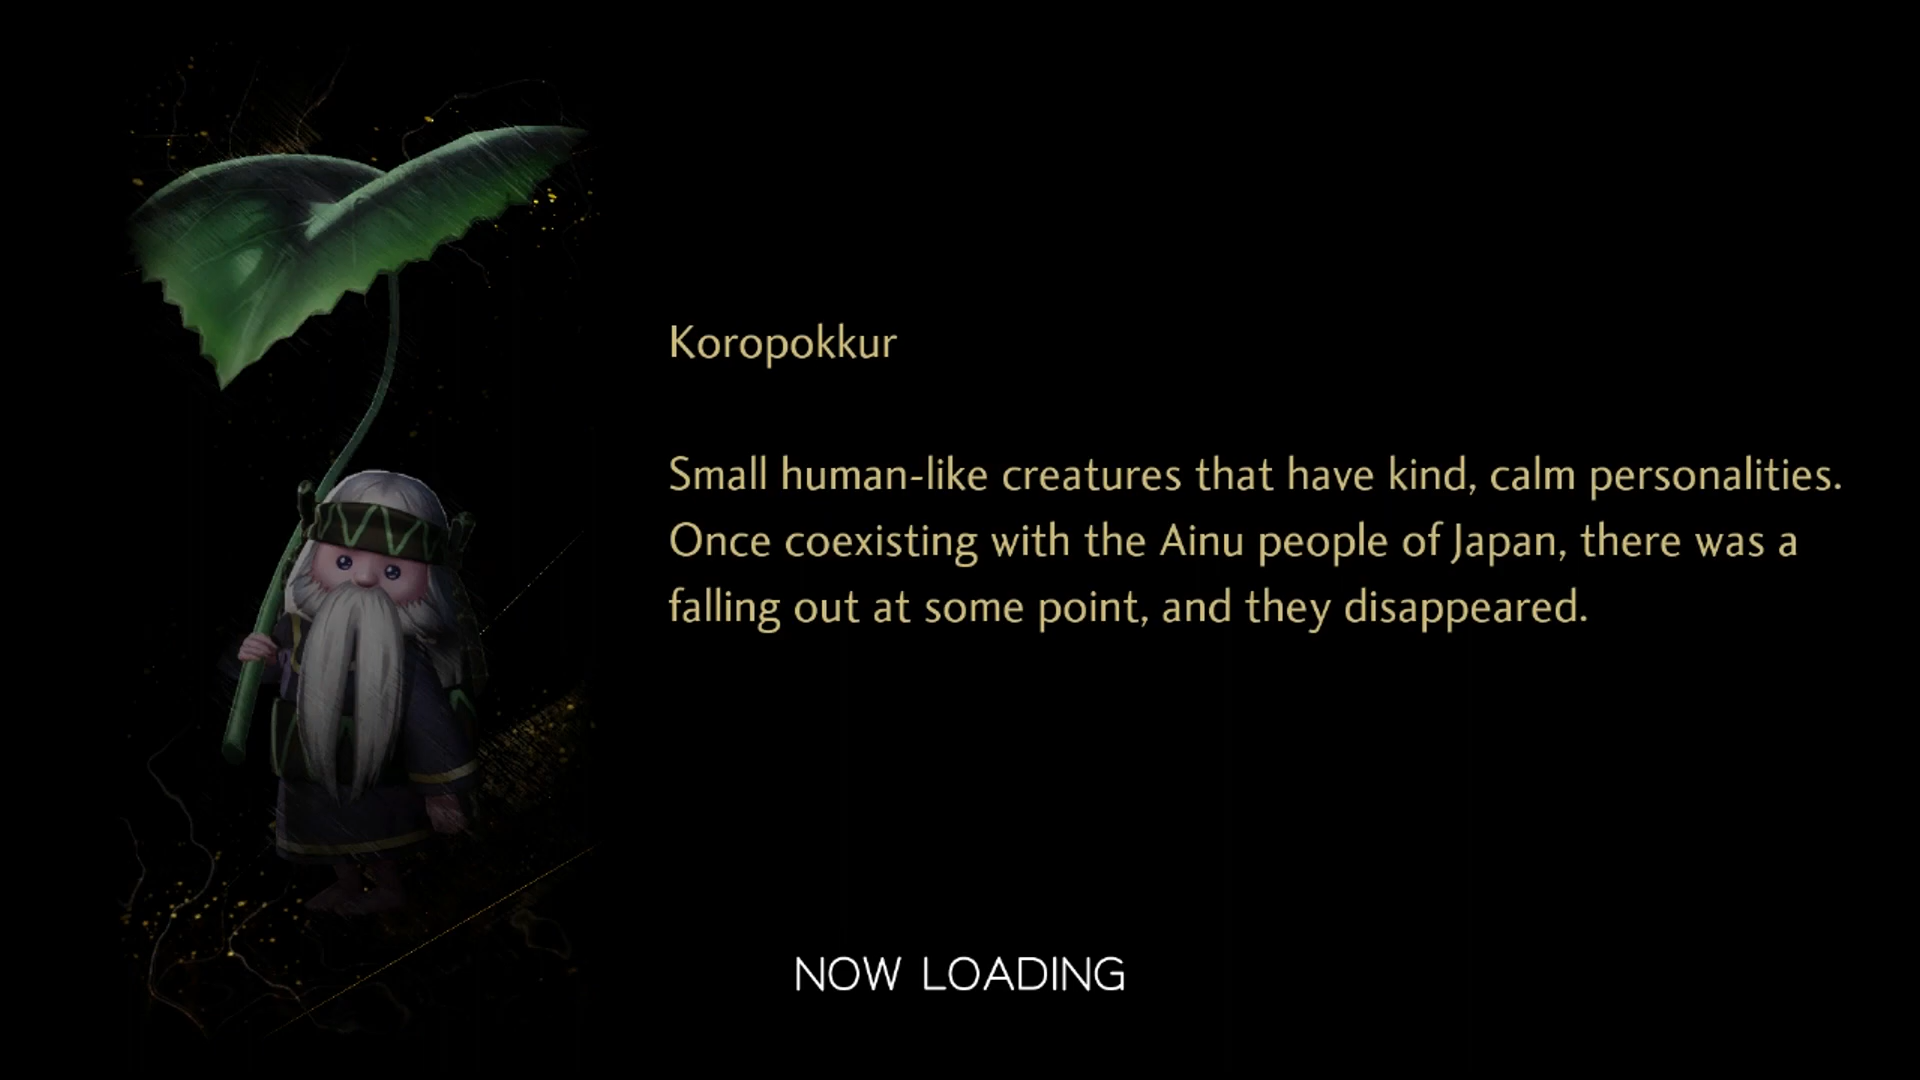 Koropokkur
Small human-like creatures that have kind, calm personalities.
Once coexisting with the Ainu people of Japan, there was a
falling out at some point, and they disappeared.
NOW LOADING